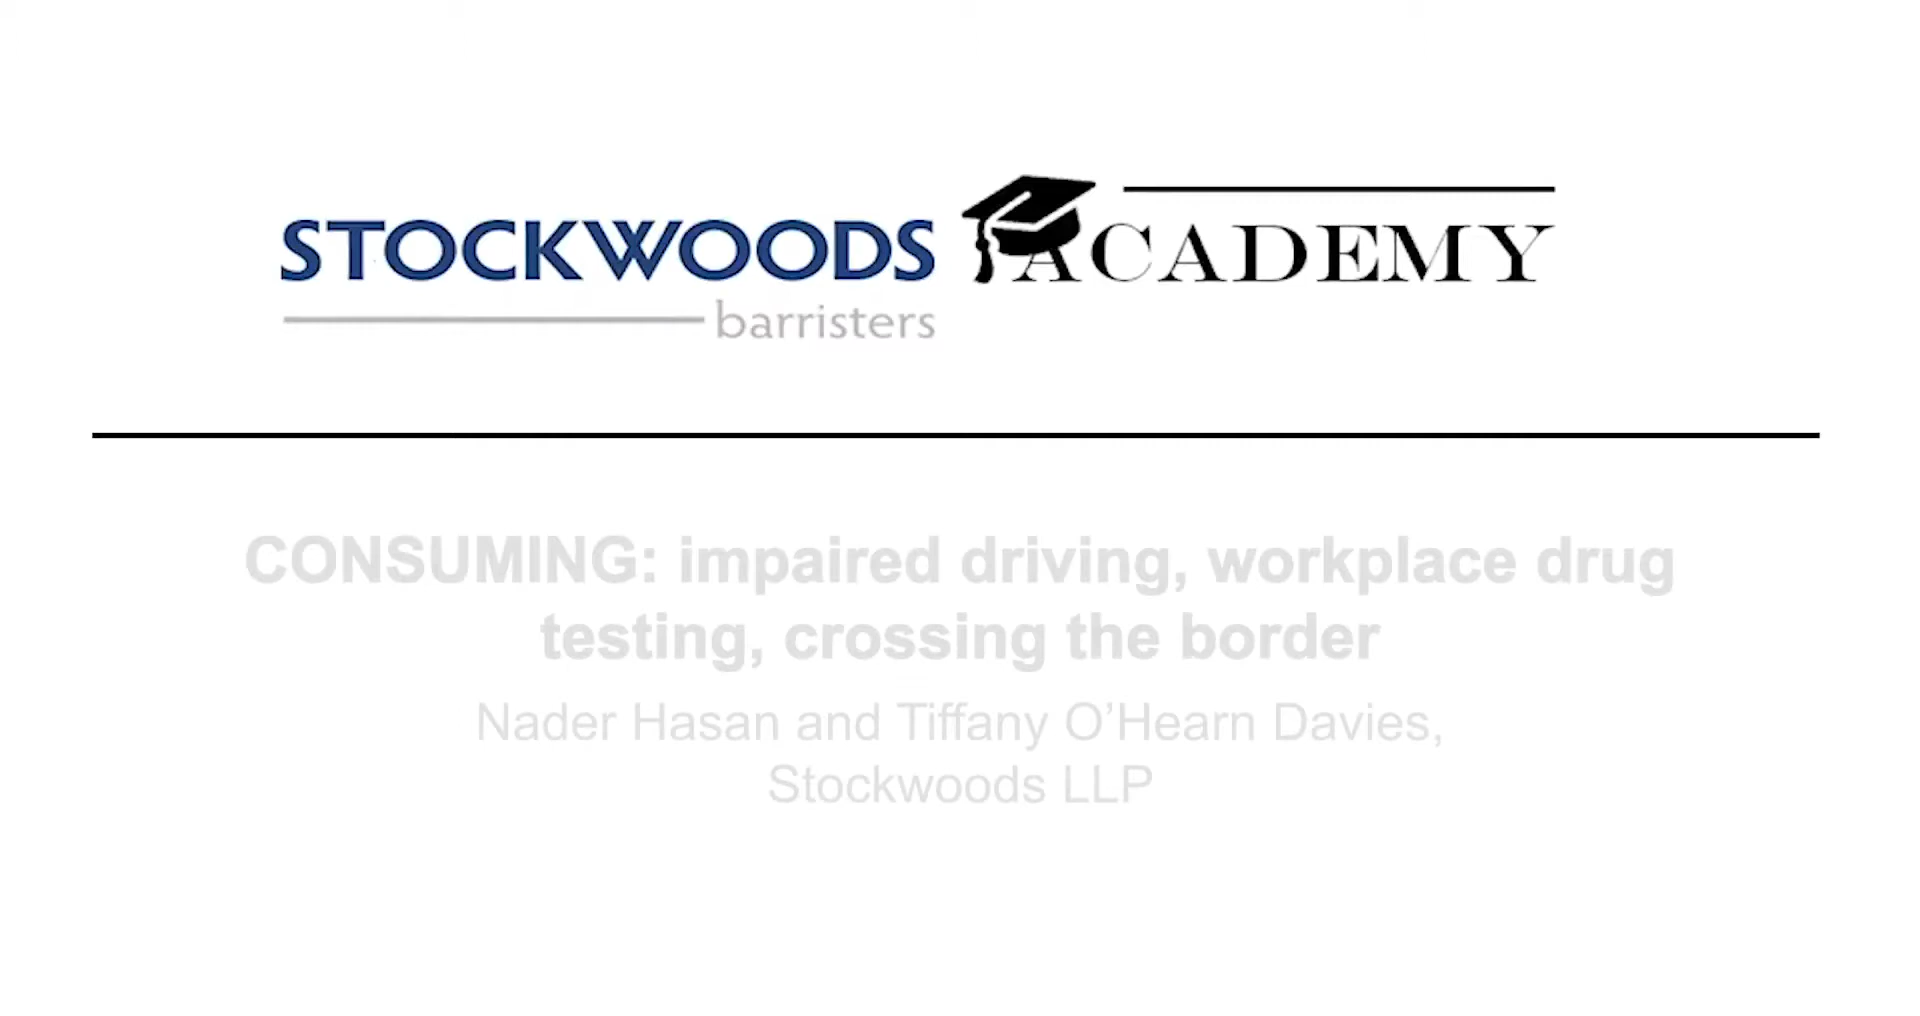 STOCKWOODS ACADEMY
barristers
CONSUMING: impaired driving, workplace drug
testing, crossing the border
Nader Hasan and Tiffany O’Hearn Davies,
Stockwoods LLP